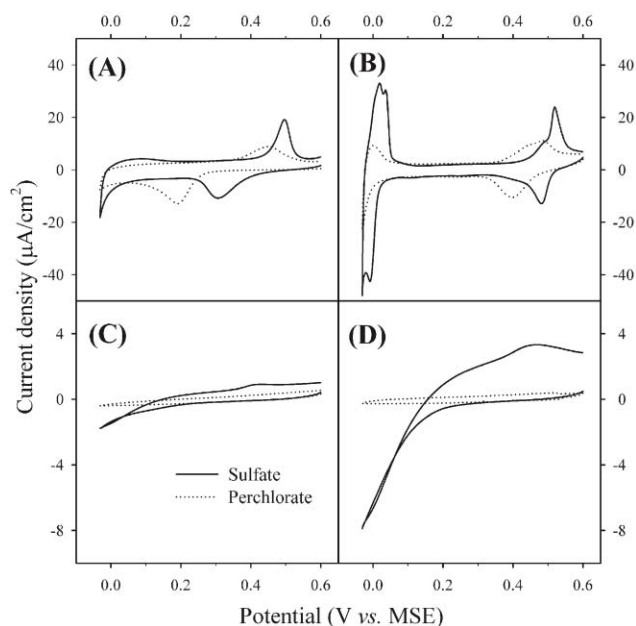 0.0 0.2 0.4 0.6 0.0 0.2 0.4 0.6
(A) (B)
40 40
20 20
0 0
-20 -20
-40 -40
(C) (D)
4 4
0 0
-4 -4
-8 -8
Sulfate
Perchlorate
0.0 0.2 0.4 0.6 0.0 0.2 0.4 0.6
Current density (µA/cm²)
Potential (V vs. MSE)